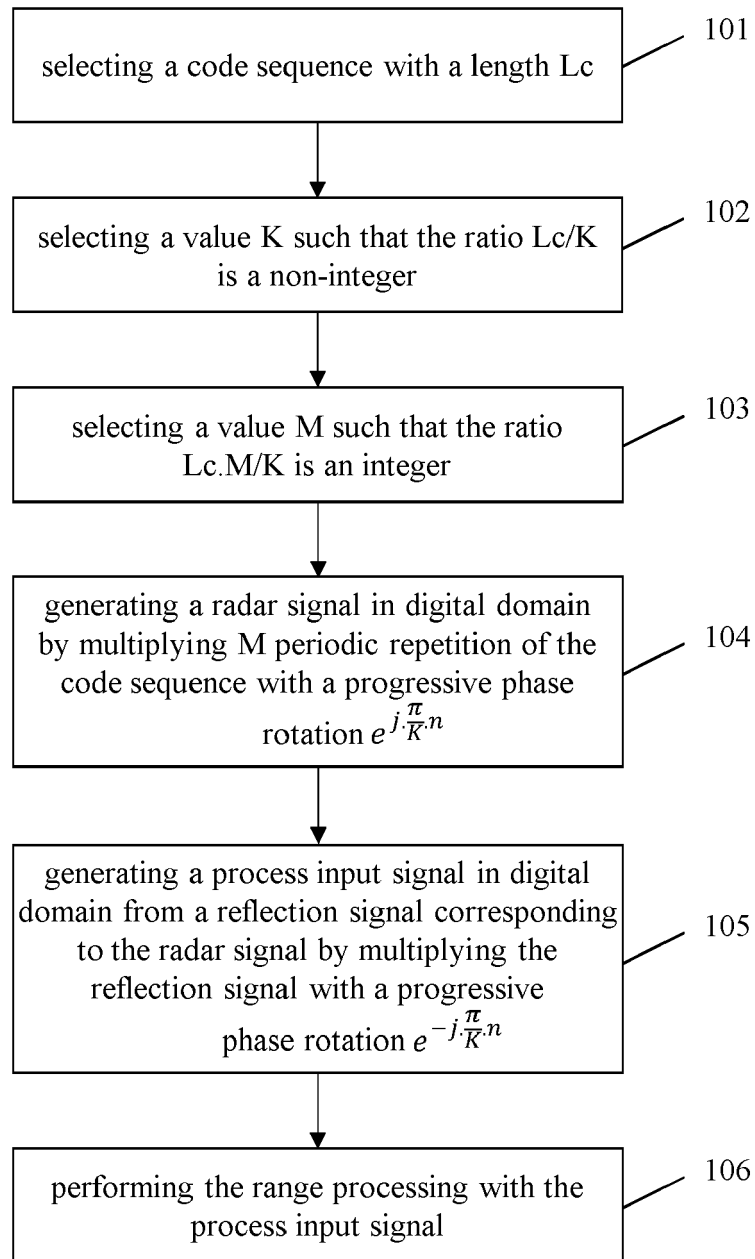 selecting a code sequence with a length Lc
101
selecting a value K such that the ratio Lc/K
is a non-integer
102
selecting a value M such that the ratio
Lc.M/K is an integer
103
generating a radar signal in digital domain
by multiplying M periodic repetition of the
code sequence with a progressive phase
rotation e^{j.\frac{π}{K}.n}
104
generating a process input signal in digital
domain from a reflection signal corresponding
to the radar signal by multiplying the
reflection signal with a progressive
phase rotation e^{-j.\frac{π}{K}.n}
105
performing the range processing with the
process input signal
106